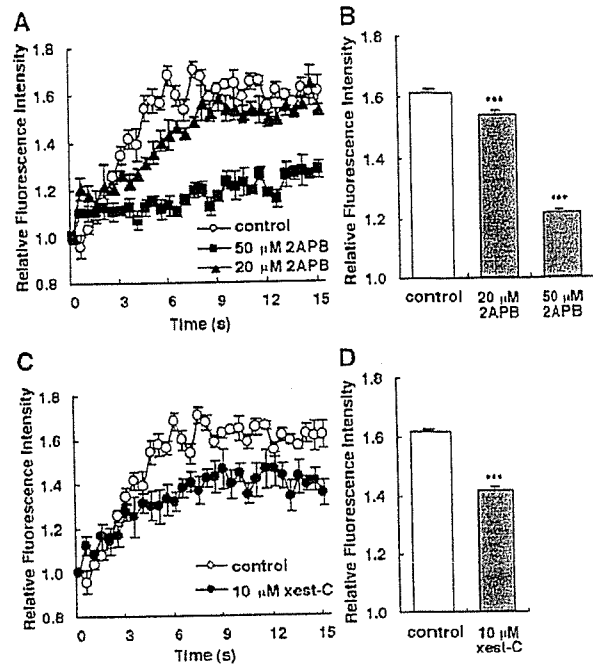 A
Relative Fluorescence Intensity
1.8
1.6
1.4
1.2
1.0
0.8
0 3 6 9 12 15
Time (s)
control
50 µM 2APB
20 µM 2APB
B
Relative Fluorescence Intensity
1.8
1.6
1.4
1.2
1.0
***
***
control
20 µM 2APB
50 µM 2APB
C
Relative Fluorescence Intensity
1.8
1.6
1.4
1.2
1.0
0.8
0 3 6 9 12 15
Time (s)
control
10 µM xest-C
D
Relative Fluorescence Intensity
1.8
1.6
1.4
1.2
1.0
***
control
10 µM xest-C